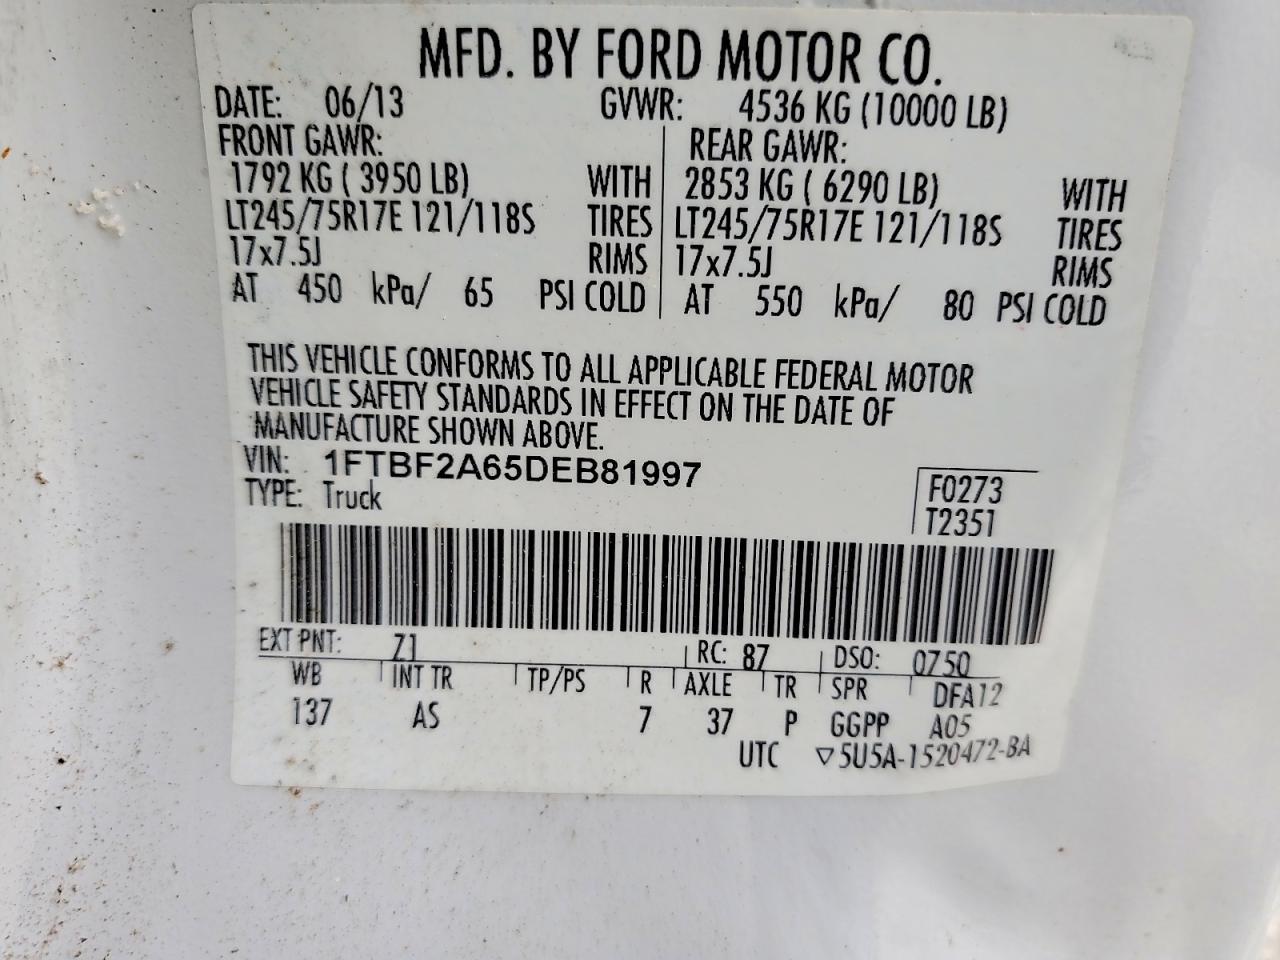 MFD. BY FORD MOTOR CO.
DATE: 06/13 GVWR: 4536 KG (10000 LB)
FRONT GAWR: REAR GAWR:
1792 KG ( 3950 LB) WITH 2853 KG ( 6290 LB) WITH
LT245/75R17E 121/118S TIRES LT245/75R17E 121/118S TIRES
17x7.5J RIMS 17x7.5J RIMS
AT 450 kPa/ 65 PSI COLD AT 550 kPa/ 80 PSI COLD
THIS VEHICLE CONFORMS TO ALL APPLICABLE FEDERAL MOTOR
VEHICLE SAFETY STANDARDS IN EFFECT ON THE DATE OF
MANUFACTURE SHOWN ABOVE.
VIN: 1FTBF2A65DEB81997
TYPE: Truck
F0273
T2351
EXT PNT: Z1 RC: 87 DSO: 0750
WB INT TR TP/PS R AXLE TR SPR DFA12
137 AS 7 37 P GGPP A05
UTC ▽5U5A-1520472-BA